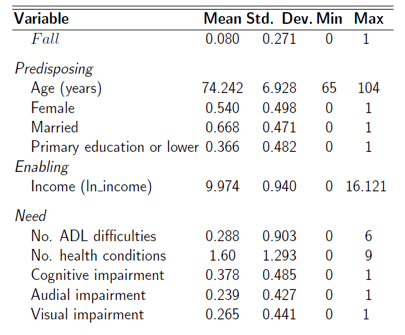 Variable Mean Std. Dev. Min Max
Fall 0.080 0.271 0 1
Predisposing
Age (years) 74.242 6.928 65 104
Female 0.540 0.498 0 1
Married 0.668 0.471 0 1
Primary education or lower 0.366 0.482 0 1
Enabling
Income (ln_income) 9.974 0.940 0 16.121
Need
No. ADL difficulties 0.288 0.903 0 6
No. health conditions 1.60 1.293 0 9
Cognitive impairment 0.378 0.485 0 1
Audial impairment 0.239 0.427 0 1
Visual impairment 0.265 0.441 0 1